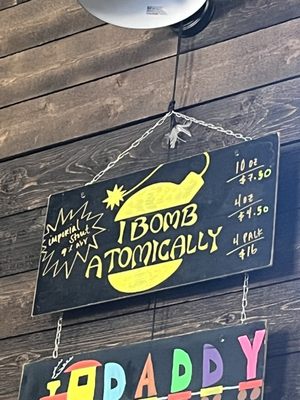 imperial
stout
9% ABV
I BOMB
ATOMICALLY
10 oz
$7.50
4 oz
$4.50
4 PACK
$16
DADDY